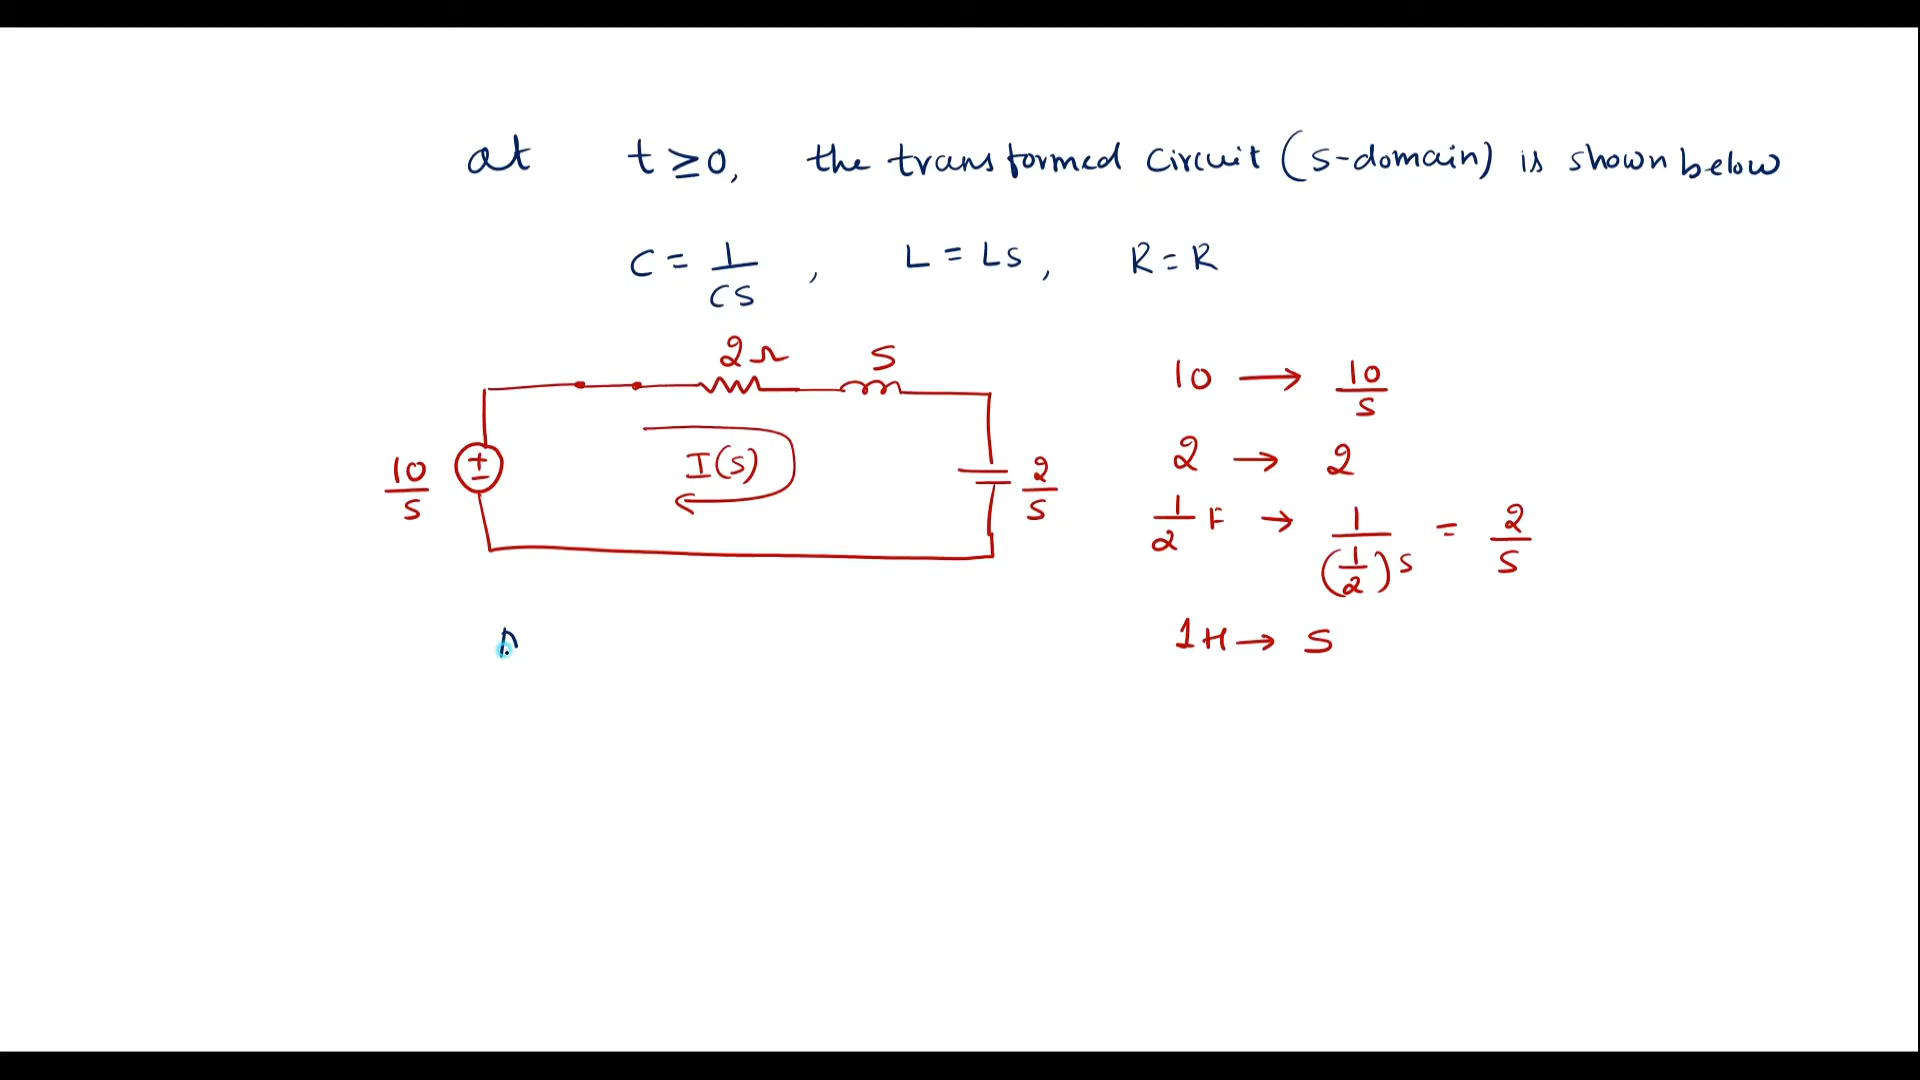 at t ≥ 0, the transformed circuit (s-domain) is shown below
C = 1/CS , L = LS, R = R
2Ω S
10 → 10/S
I(S)
10/S
+
-
2/S
2 → 2
1/2 F → 1/(1/2)S = 2/S
1H → S